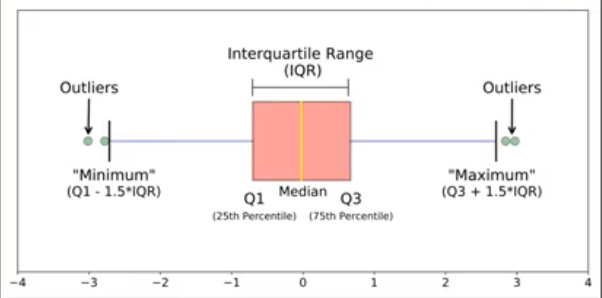 Interquartile Range
(IQR)
Outliers
Outliers
"Minimum"
(Q1 - 1.5*IQR)
"Maximum"
(Q3 + 1.5*IQR)
Q1
Median
Q3
(25th Percentile)
(75th Percentile)
−4 −3 −2 −1 0 1 2 3 4